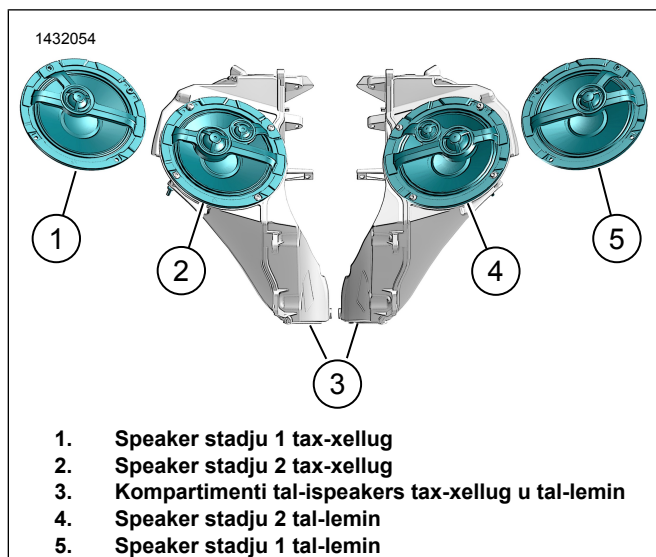 1432054
1
2
4
5
3
1. Speaker stadju 1 tax-xellug
2. Speaker stadju 2 tax-xellug
3. Kompartimenti tal-ispeakers tax-xellug u tal-lemin
4. Speaker stadju 2 tal-lemin
5. Speaker stadju 1 tal-lemin